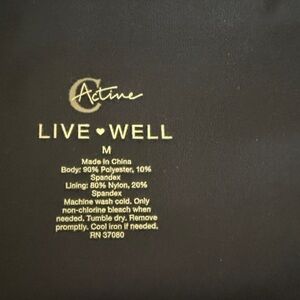 C Active
LIVE ♥ WELL
M
Made in China
Body: 90% Polyester, 10%
Spandex
Lining: 80% Nylon, 20%
Spandex
Machine wash cold. Only
non-chlorine bleach when
needed. Tumble dry. Remove
promptly. Cool iron if needed.
RN 37080